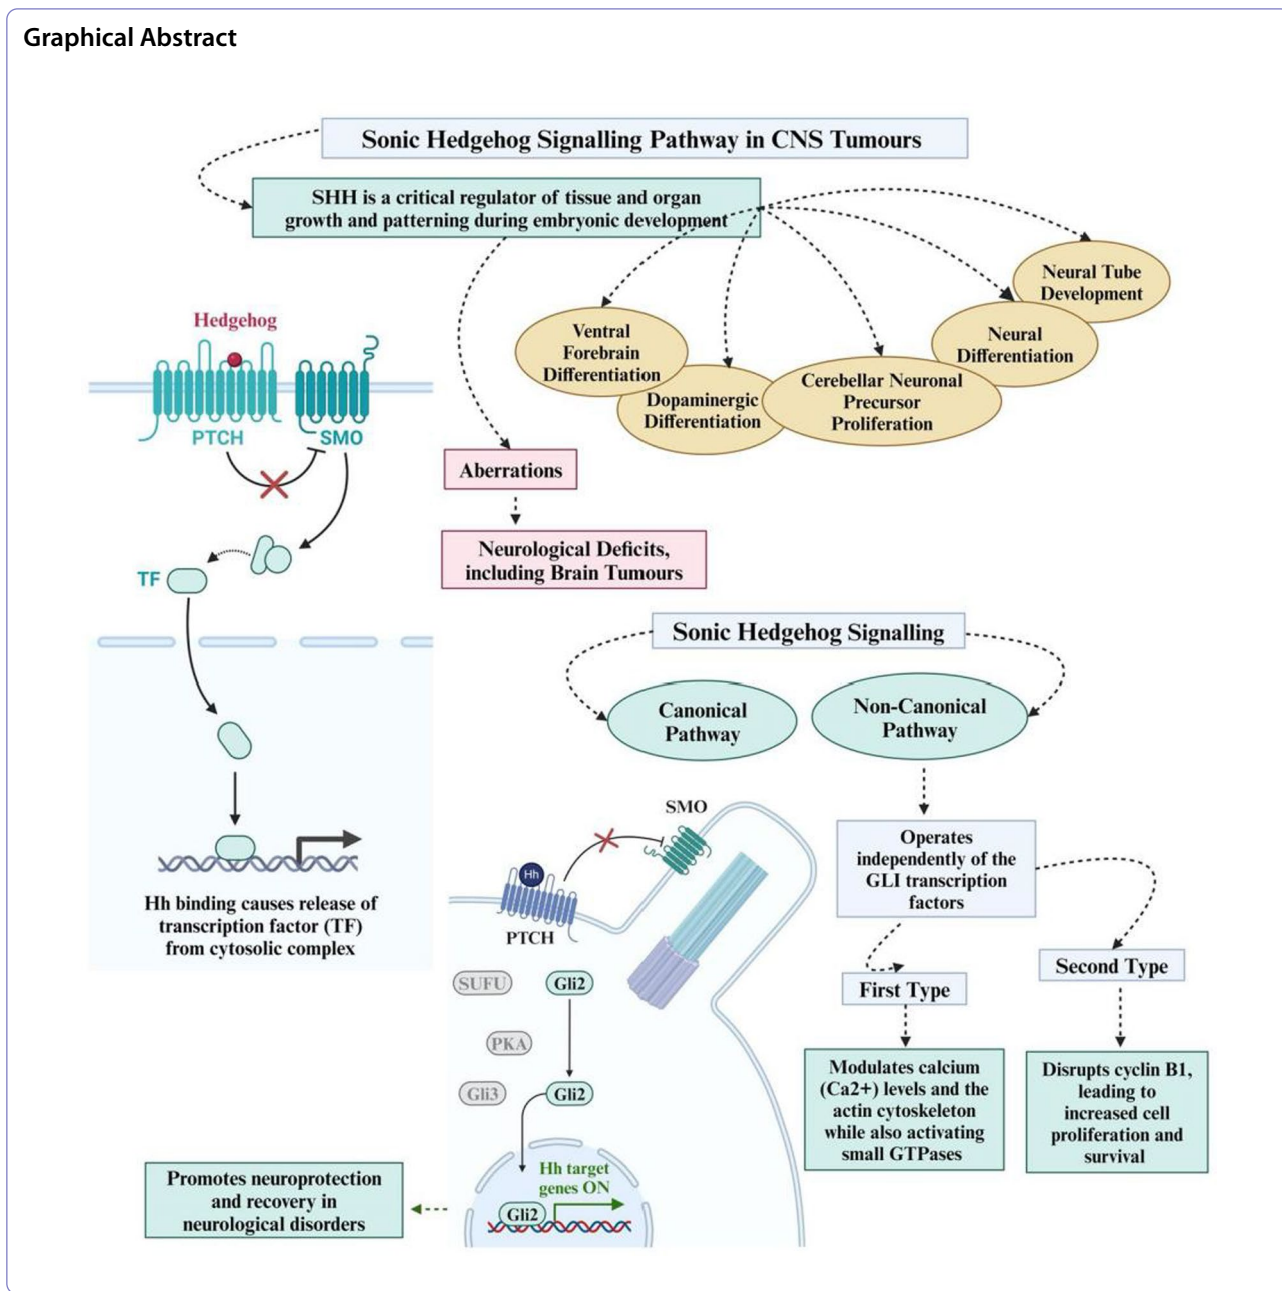 Graphical Abstract
Sonic Hedgehog Signalling Pathway in CNS Tumours
SHH is a critical regulator of tissue and organ
growth and patterning during embryonic development
Neural Tube
Development
Neural
Differentiation
Ventral
Forebrain
Differentiation
Dopaminergic
Differentiation
Cerebellar Neuronal
Precursor
Proliferation
Hedgehog
PTCH
SMO
TF
Hh binding causes release of
transcription factor (TF)
from cytosolic complex
Aberrations
Neurological Deficits,
including Brain Tumours
Sonic Hedgehog Signalling
Canonical
Pathway
Non-Canonical
Pathway
SMO
Hh
PTCH
SUFU
Gli2
PKA
Gli3
Gli2
Hh target
genes ON
Gli2
Promotes neuroprotection
and recovery in
neurological disorders
Operates
independently of the
GLI transcription
factors
First Type
Second Type
Modulates calcium
(Ca2+) levels and the
actin cytoskeleton
while also activating
small GTPases
Disrupts cyclin B1,
leading to
increased cell
proliferation and
survival